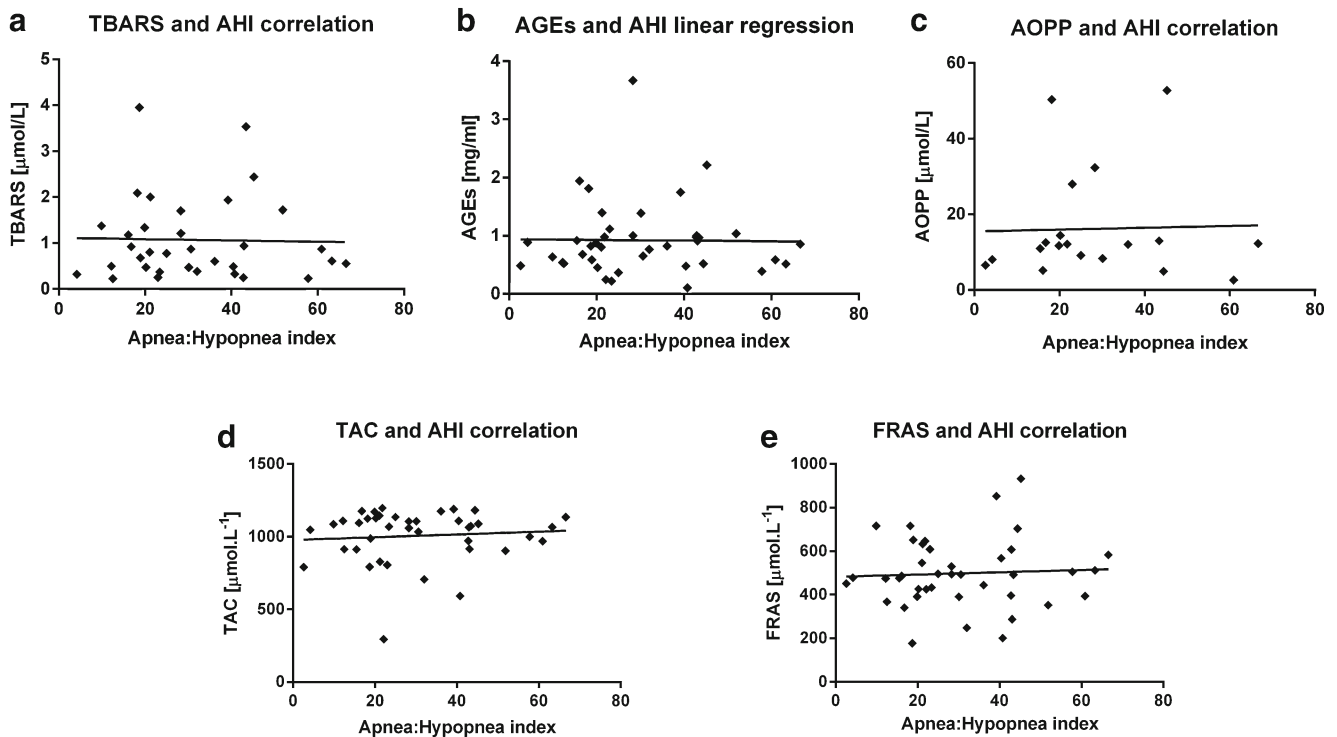 a
TBARS and AHI correlation
TBARS [μmol/L]
5
4
3
2
1
0
0 20 40 60 80
Apnea:Hypopnea index
b
AGEs and AHI linear regression
AGEs [mg/ml]
4
3
2
1
0
0 20 40 60 80
Apnea:Hypopnea index
c
AOPP and AHI correlation
AOPP [μmol/L]
60
40
20
0
0 20 40 60 80
Apnea:Hypopnea index
d
TAC and AHI correlation
TAC [μmol.L⁻¹]
1500
1000
500
0
0 20 40 60 80
Apnea:Hypopnea index
e
FRAS and AHI correlation
FRAS [μmol.L⁻¹]
1000
800
600
400
200
0
0 20 40 60 80
Apnea:Hypopnea index